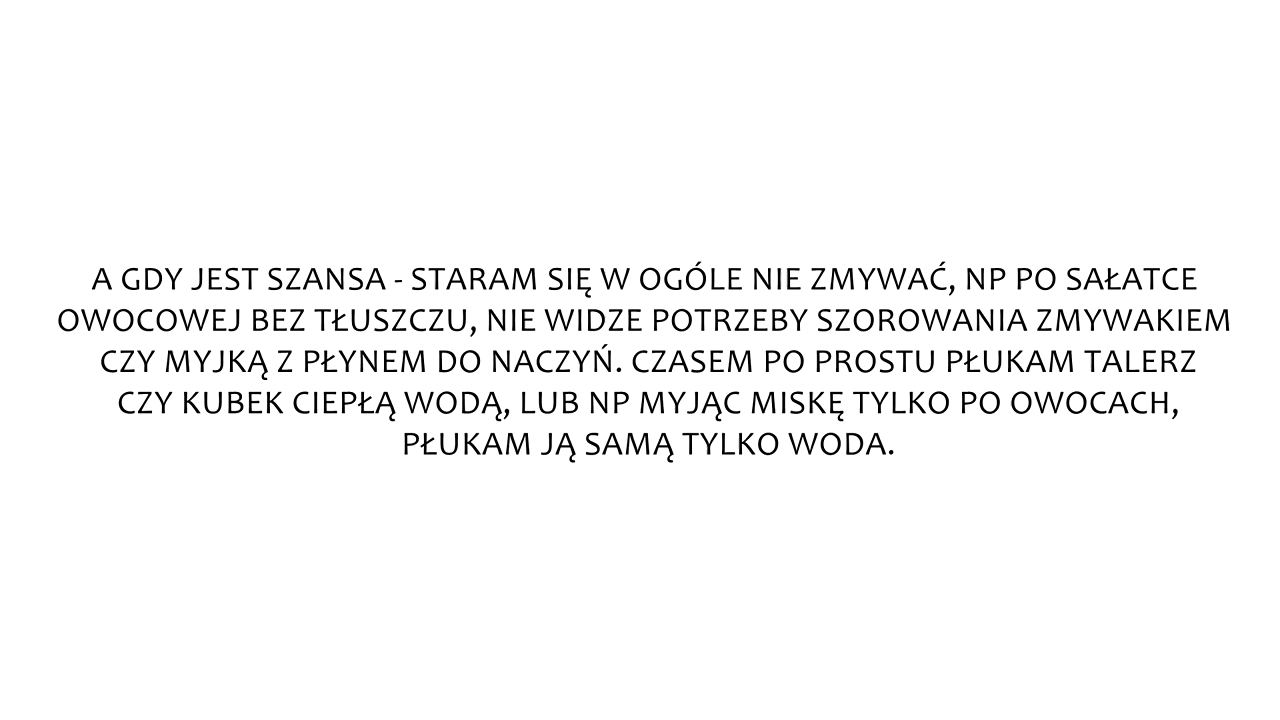 A GDY JEST SZANSA - STARAM SIĘ W OGÓLE NIE ZMYWAĆ, NP PO SAŁATCE
OWOCOWEJ BEZ TŁUSZCZU, NIE WIDZE POTRZEBY SZOROWANIA ZMYWAKIEM
CZY MYJKĄ Z PŁYNEM DO NACZYŃ. CZASEM PO PROSTU PŁUKAM TALERZ
CZY KUBEK CIEPŁĄ WODĄ, LUB NP MYJĄC MISKĘ TYLKO PO OWOCACH,
PŁUKAM JĄ SAMĄ TYLKO WODA.